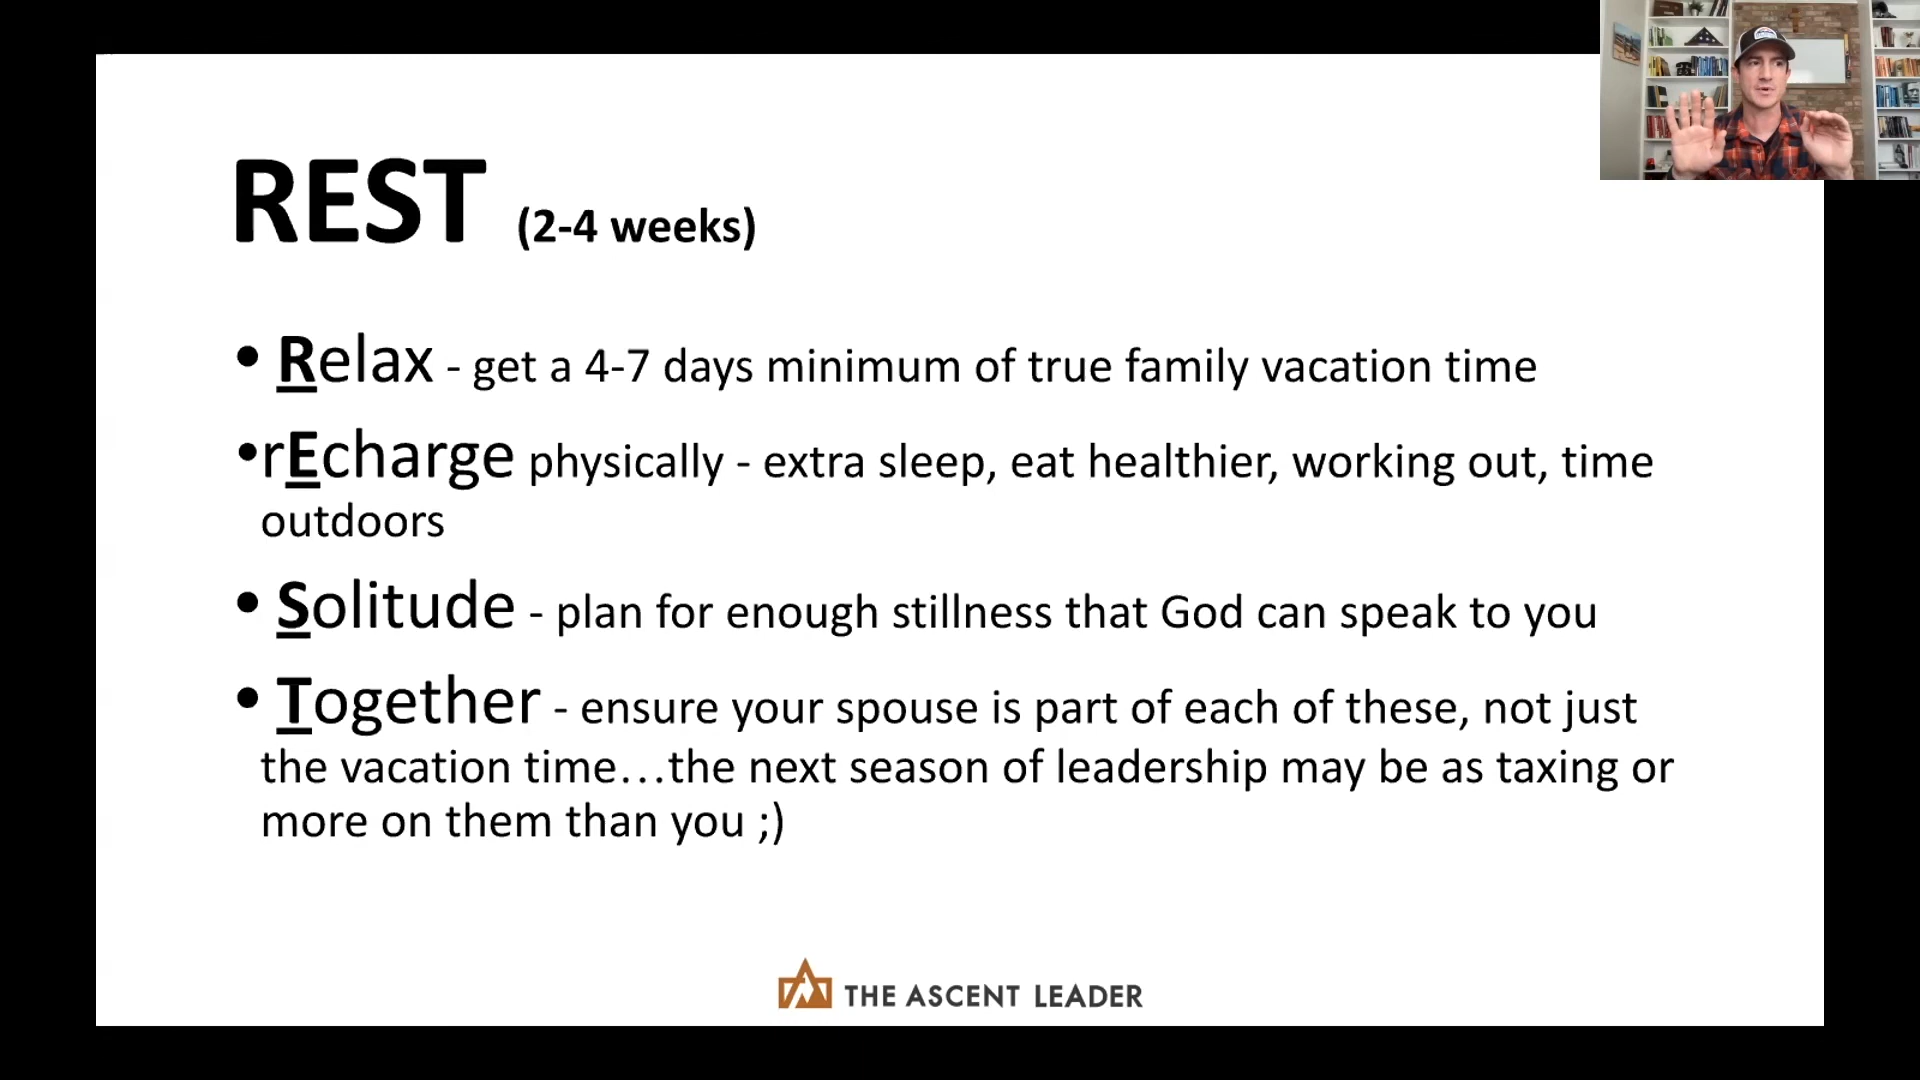 REST (2-4 weeks)
• Relax - get a 4-7 days minimum of true family vacation time
•rEcharge physically - extra sleep, eat healthier, working out, time
outdoors
• Solitude - plan for enough stillness that God can speak to you
• Together - ensure your spouse is part of each of these, not just
the vacation time...the next season of leadership may be as taxing or
more on them than you ;)
THE ASCENT LEADER